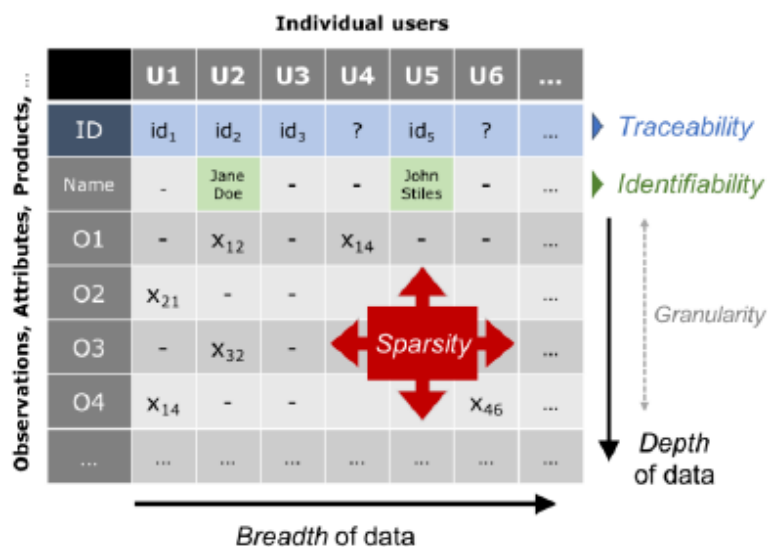 Individual users
Observations, Attributes, Products, ...
U1 U2 U3 U4 U5 U6 ...
ID id₁ id₂ id₃ ? id₅ ? ...
Traceability
Name - Jane Doe - - John Stiles - ...
Identifiability
O1 - x₁₂ - x₁₄ - - ...
O2 x₂₁ - - ...
Granularity
O3 - x₃₂ - Sparsity ...
O4 x₁₄ - - x₄₆ ...
... ... ... ... ... ... ... ...
Depth
of data
Breadth of data